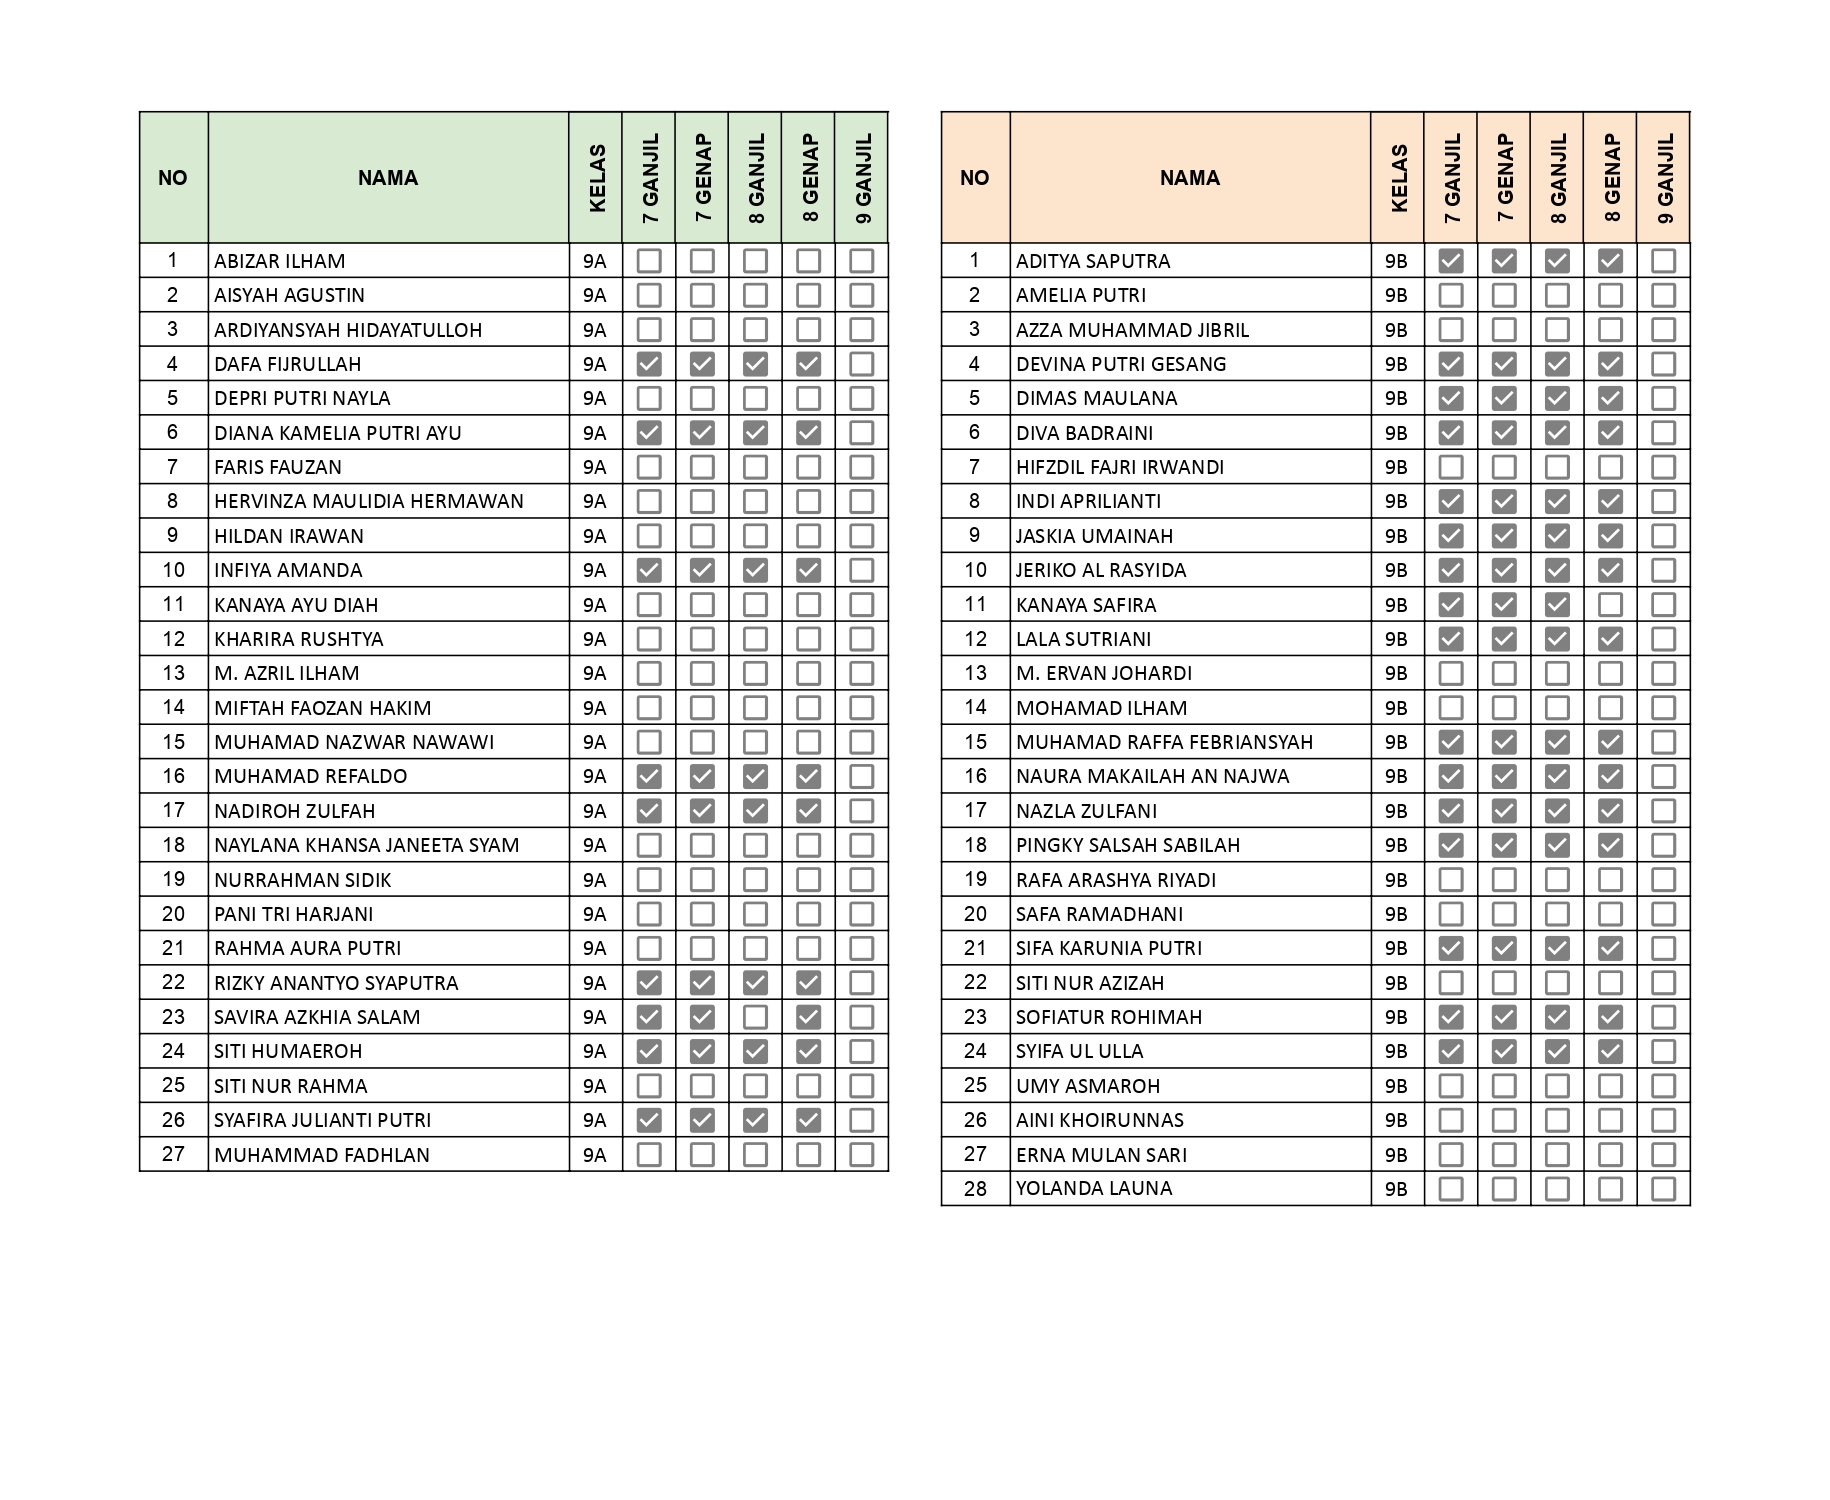 NO NAMA KELAS 7 GANJIL 7 GENAP 8 GANJIL 8 GENAP 9 GANJIL
1 ABIZAR ILHAM 9A
2 AISYAH AGUSTIN 9A
3 ARDIYANSYAH HIDAYATULLOH 9A
4 DAFA FIJRULLAH 9A
5 DEPRI PUTRI NAYLA 9A
6 DIANA KAMELIA PUTRI AYU 9A
7 FARIS FAUZAN 9A
8 HERVINZA MAULIDIA HERMAWAN 9A
9 HILDAN IRAWAN 9A
10 INFIYA AMANDA 9A
11 KANAYA AYU DIAH 9A
12 KHARIRA RUSHTYA 9A
13 M. AZRIL ILHAM 9A
14 MIFTAH FAOZAN HAKIM 9A
15 MUHAMAD NAZWAR NAWAWI 9A
16 MUHAMAD REFALDO 9A
17 NADIROH ZULFAH 9A
18 NAYLANA KHANSA JANEETA SYAM 9A
19 NURRAHMAN SIDIK 9A
20 PANI TRI HARJANI 9A
21 RAHMA AURA PUTRI 9A
22 RIZKY ANANTYO SYAPUTRA 9A
23 SAVIRA AZKHIA SALAM 9A
24 SITI HUMAEROH 9A
25 SITI NUR RAHMA 9A
26 SYAFIRA JULIANTI PUTRI 9A
27 MUHAMMAD FADHLAN 9A
NO NAMA KELAS 7 GANJIL 7 GENAP 8 GANJIL 8 GENAP 9 GANJIL
1 ADITYA SAPUTRA 9B
2 AMELIA PUTRI 9B
3 AZZA MUHAMMAD JIBRIL 9B
4 DEVINA PUTRI GESANG 9B
5 DIMAS MAULANA 9B
6 DIVA BADRAINI 9B
7 HIFZDIL FAJRI IRWANDI 9B
8 INDI APRILIANTI 9B
9 JASKIA UMAINAH 9B
10 JERIKO AL RASYIDA 9B
11 KANAYA SAFIRA 9B
12 LALA SUTRIANI 9B
13 M. ERVAN JOHARDI 9B
14 MOHAMAD ILHAM 9B
15 MUHAMAD RAFFA FEBRIANSYAH 9B
16 NAURA MAKAILAH AN NAJWA 9B
17 NAZLA ZULFANI 9B
18 PINGKY SALSAH SABILAH 9B
19 RAFA ARASHYA RIYADI 9B
20 SAFA RAMADHANI 9B
21 SIFA KARUNIA PUTRI 9B
22 SITI NUR AZIZAH 9B
23 SOFIATUR ROHIMAH 9B
24 SYIFA UL ULLA 9B
25 UMY ASMAROH 9B
26 AINI KHOIRUNNAS 9B
27 ERNA MULAN SARI 9B
28 YOLANDA LAUNA 9B